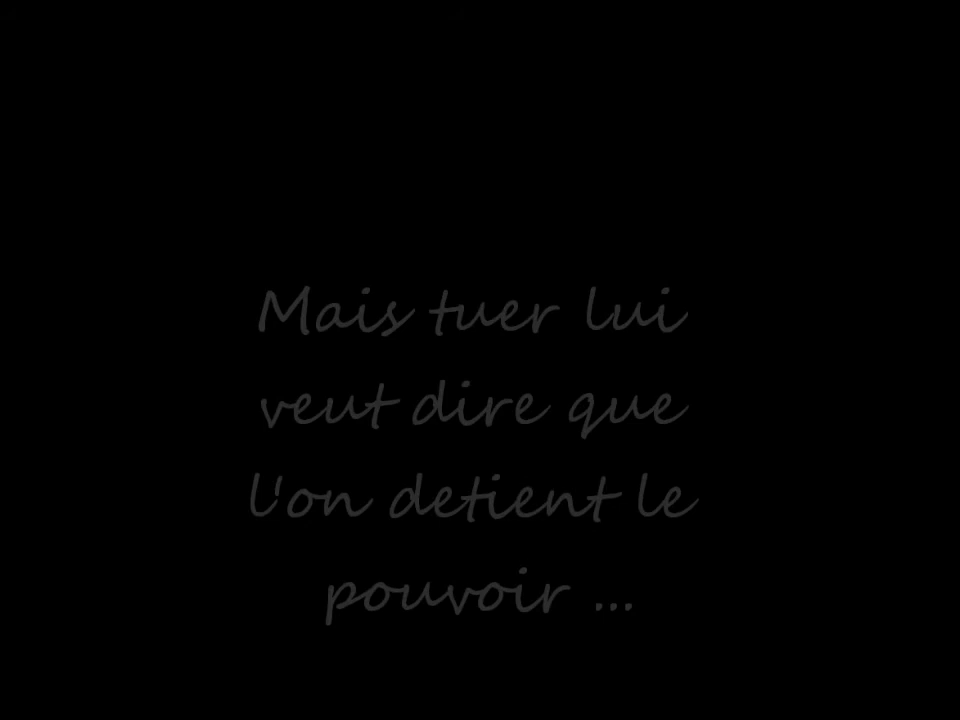 Mais tuer lui
veut dire que
l'on detient le
pouvoir ...